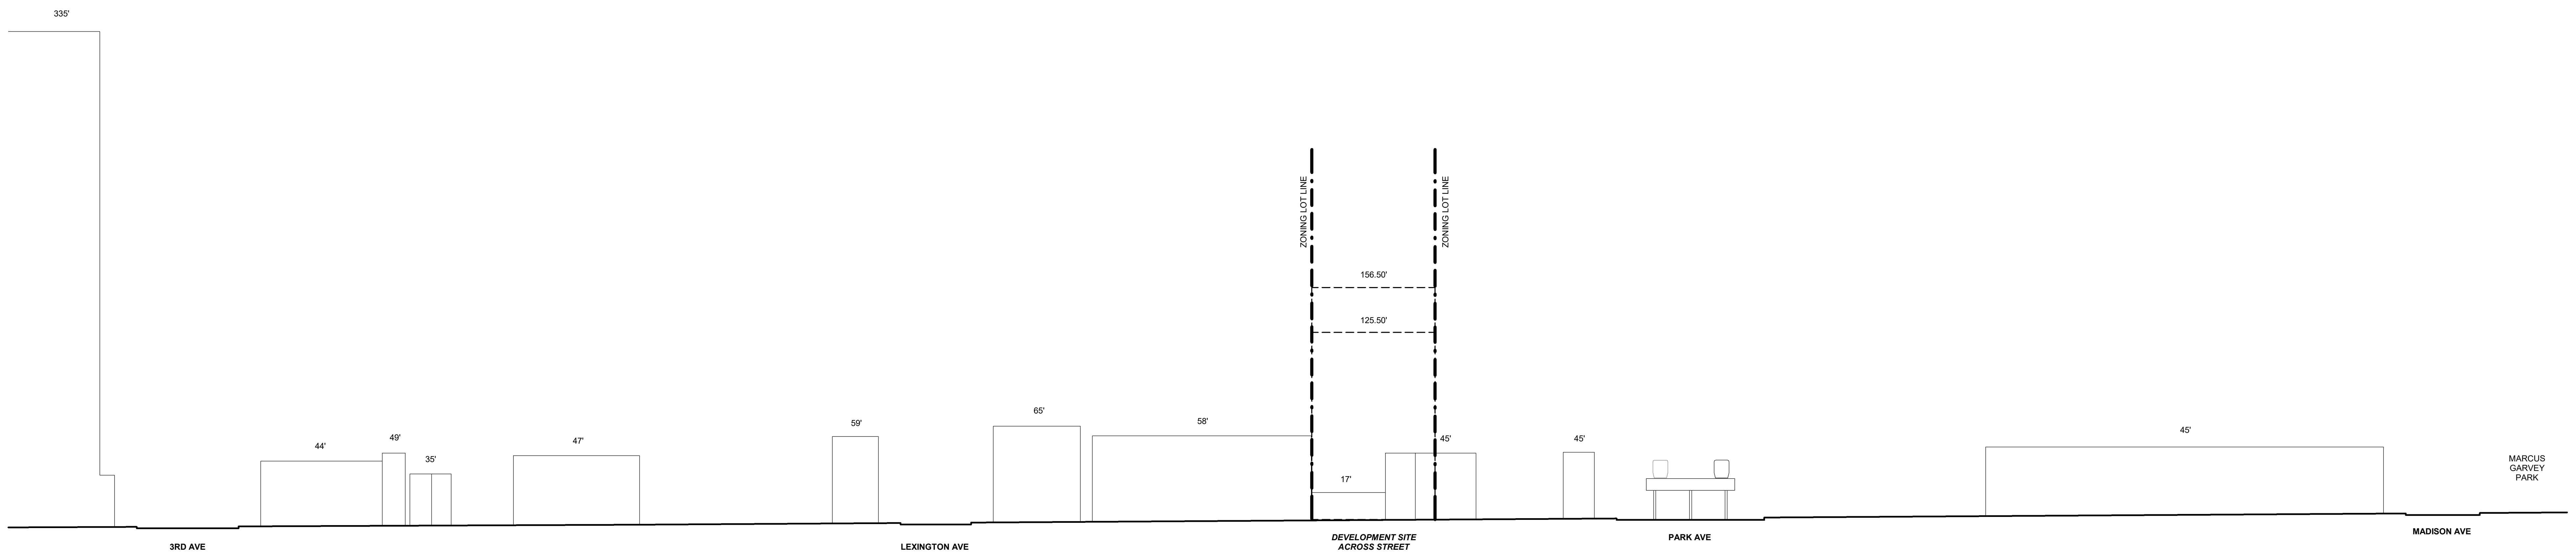 335'
ZONING LOT LINE
ZONING LOT LINE
156.50'
125.50'
44'
49'
35'
47'
59'
65'
58'
17'
45'
45'
45'
MARCUS
GARVEY
PARK
3RD AVE
LEXINGTON AVE
DEVELOPMENT SITE
ACROSS STREET
PARK AVE
MADISON AVE